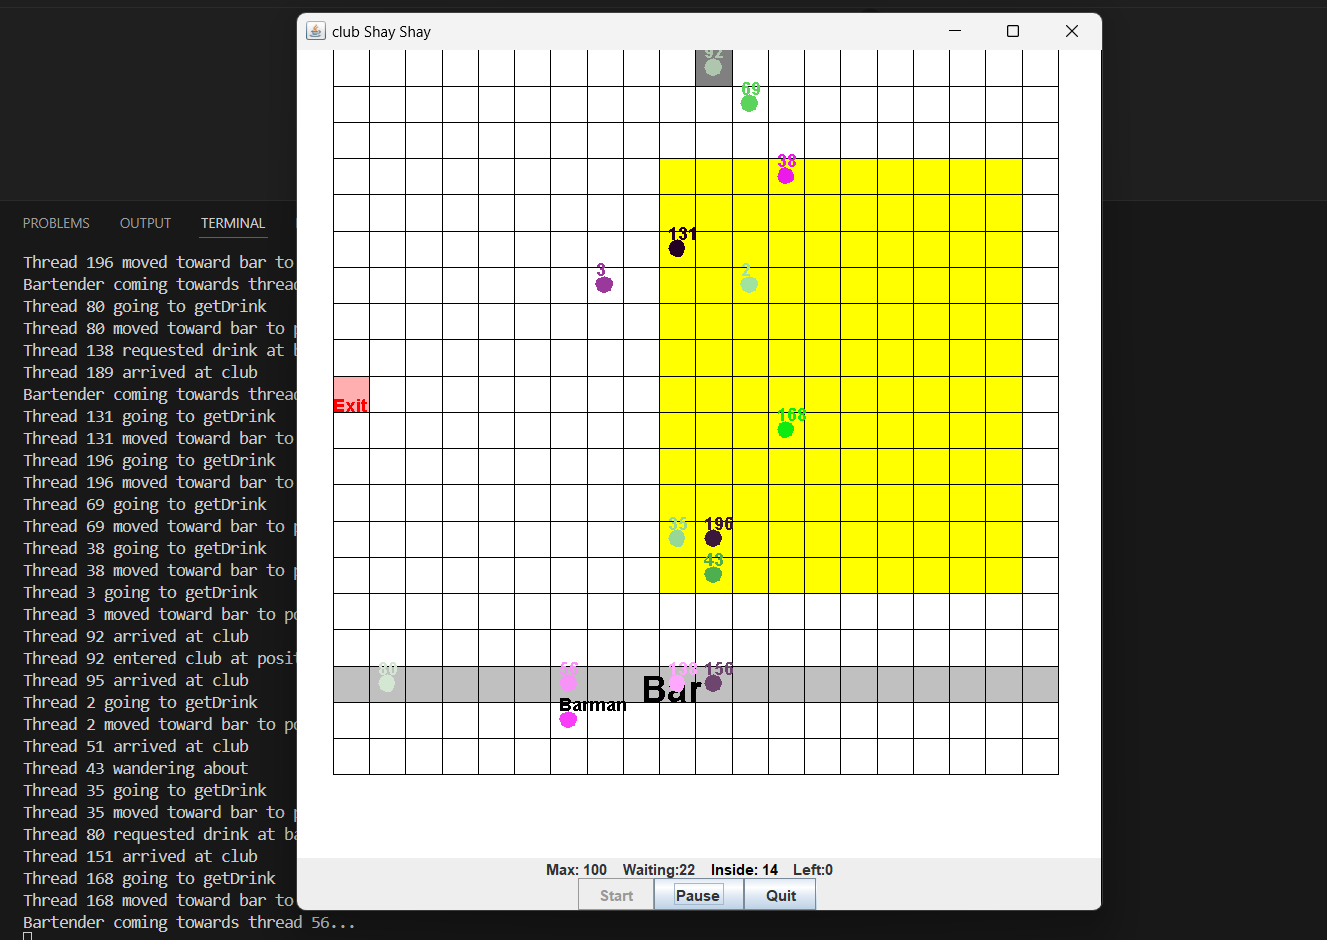 club Shay Shay
92
69
38
131
3
2
Exit
168
35
196
43
80
56
138
156
Bar
Barman
Max: 100 Waiting:22 Inside: 14 Left:0
Start Pause Quit
PROBLEMS OUTPUT TERMINAL
Thread 196 moved toward bar to
Bartender coming towards thread
Thread 80 going to getDrink
Thread 80 moved toward bar to
Thread 138 requested drink at
Thread 189 arrived at club
Bartender coming towards thread
Thread 131 going to getDrink
Thread 131 moved toward bar to
Thread 196 going to getDrink
Thread 196 moved toward bar to
Thread 69 going to getDrink
Thread 69 moved toward bar to
Thread 38 going to getDrink
Thread 38 moved toward bar to
Thread 3 going to getDrink
Thread 3 moved toward bar to po
Thread 92 arrived at club
Thread 92 entered club at posit
Thread 95 arrived at club
Thread 2 going to getDrink
Thread 2 moved toward bar to po
Thread 51 arrived at club
Thread 43 wandering about
Thread 35 going to getDrink
Thread 35 moved toward bar to
Thread 80 requested drink at ba
Thread 151 arrived at club
Thread 168 going to getDrink
Thread 168 moved toward bar to
Bartender coming towards thread 56...